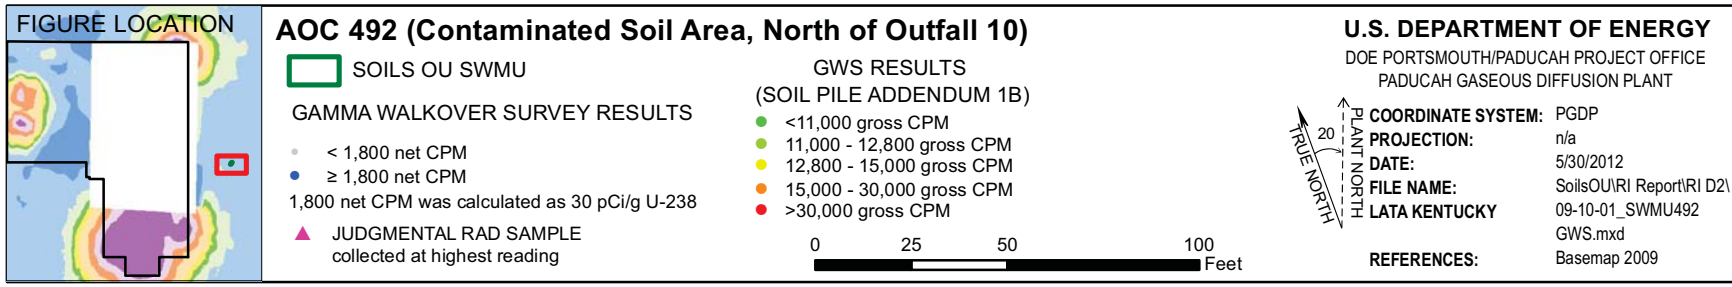 FIGURE LOCATION
AOC 492 (Contaminated Soil Area, North of Outfall 10)
SOILS OU SWMU
GAMMA WALKOVER SURVEY RESULTS
< 1,800 net CPM
≥ 1,800 net CPM
1,800 net CPM was calculated as 30 pCi/g U-238
JUDGMENTAL RAD SAMPLE
collected at highest reading
GWS RESULTS
(SOIL PILE ADDENDUM 1B)
<11,000 gross CPM
11,000 - 12,800 gross CPM
12,800 - 15,000 gross CPM
15,000 - 30,000 gross CPM
>30,000 gross CPM
0 25 50 100
Feet
U.S. DEPARTMENT OF ENERGY
DOE PORTSMOUTH/PADUCAH PROJECT OFFICE
PADUCAH GASEOUS DIFFUSION PLANT
TRUE NORTH
20
PLANT NORTH
COORDINATE SYSTEM: PGDP
PROJECTION: n/a
DATE: 5/30/2012
FILE NAME: SoilsOU\RI Report\RI D2\
LATA KENTUCKY 09-10-01_SWMU492
GWS.mxd
REFERENCES: Basemap 2009